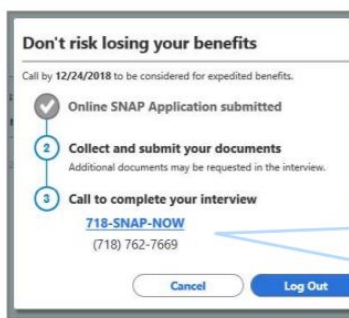 Don't risk losing your benefits
Call by 12/24/2018 to be considered for expedited benefits.
Online SNAP Application submitted
2 Collect and submit your documents
Additional documents may be requested in the interview.
3 Call to complete your interview
718-SNAP-NOW
(718) 762-7669
Cancel Log Out